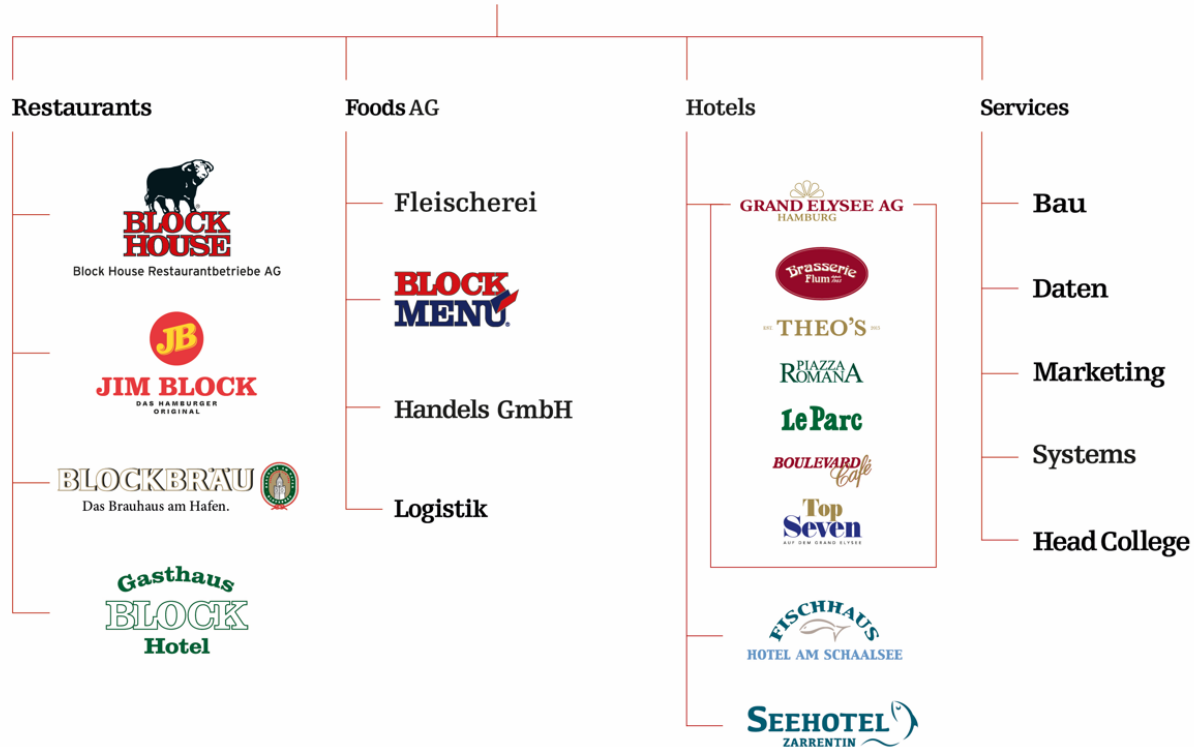 Restaurants
BLOCK
HOUSE
Block House Restaurantbetriebe AG
JB
JIM BLOCK
DAS HAMBURGER
ORIGINAL
BLOCKBRÄU
Das Brauhaus am Hafen.
Gasthaus
BLOCK
Hotel
Foods AG
Fleischerei
BLOCK
MENÜ
Handels GmbH
Logistik
Hotels
GRAND ELYSEE AG
HAMBURG
Brasserie
Flum
THEO'S
PIAZZA
ROMANA
Le Parc
BOULEVARD
Café
Top
Seven
AUF DEM GRAND ELYSEE
FISCHHAUS
HOTEL AM SCHAALSEE
SEEHOTEL
ZARRENTIN
Services
Bau
Daten
Marketing
Systems
Head College